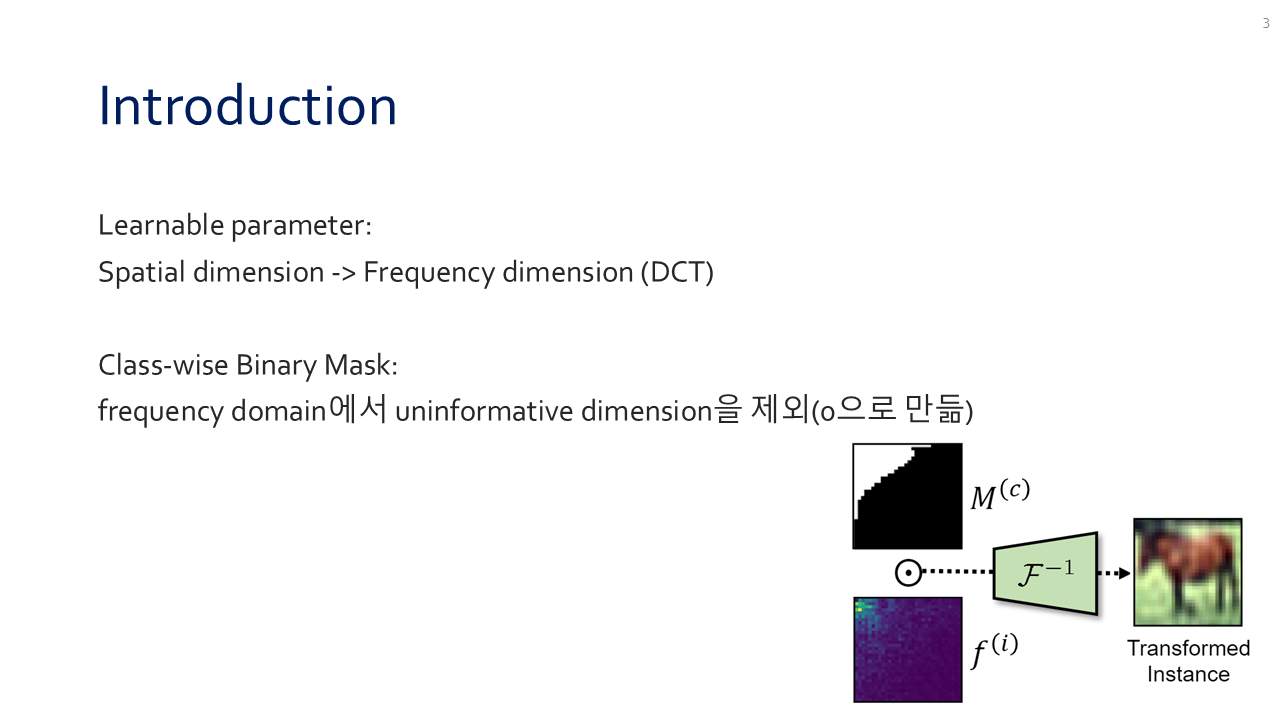 3
Introduction
Learnable parameter:
Spatial dimension -> Frequency dimension (DCT)
Class-wise Binary Mask:
frequency domain에서 uninformative dimension을 제외(0으로 만듦)
M^(c)
ℱ^−1
f^(i)
Transformed
Instance